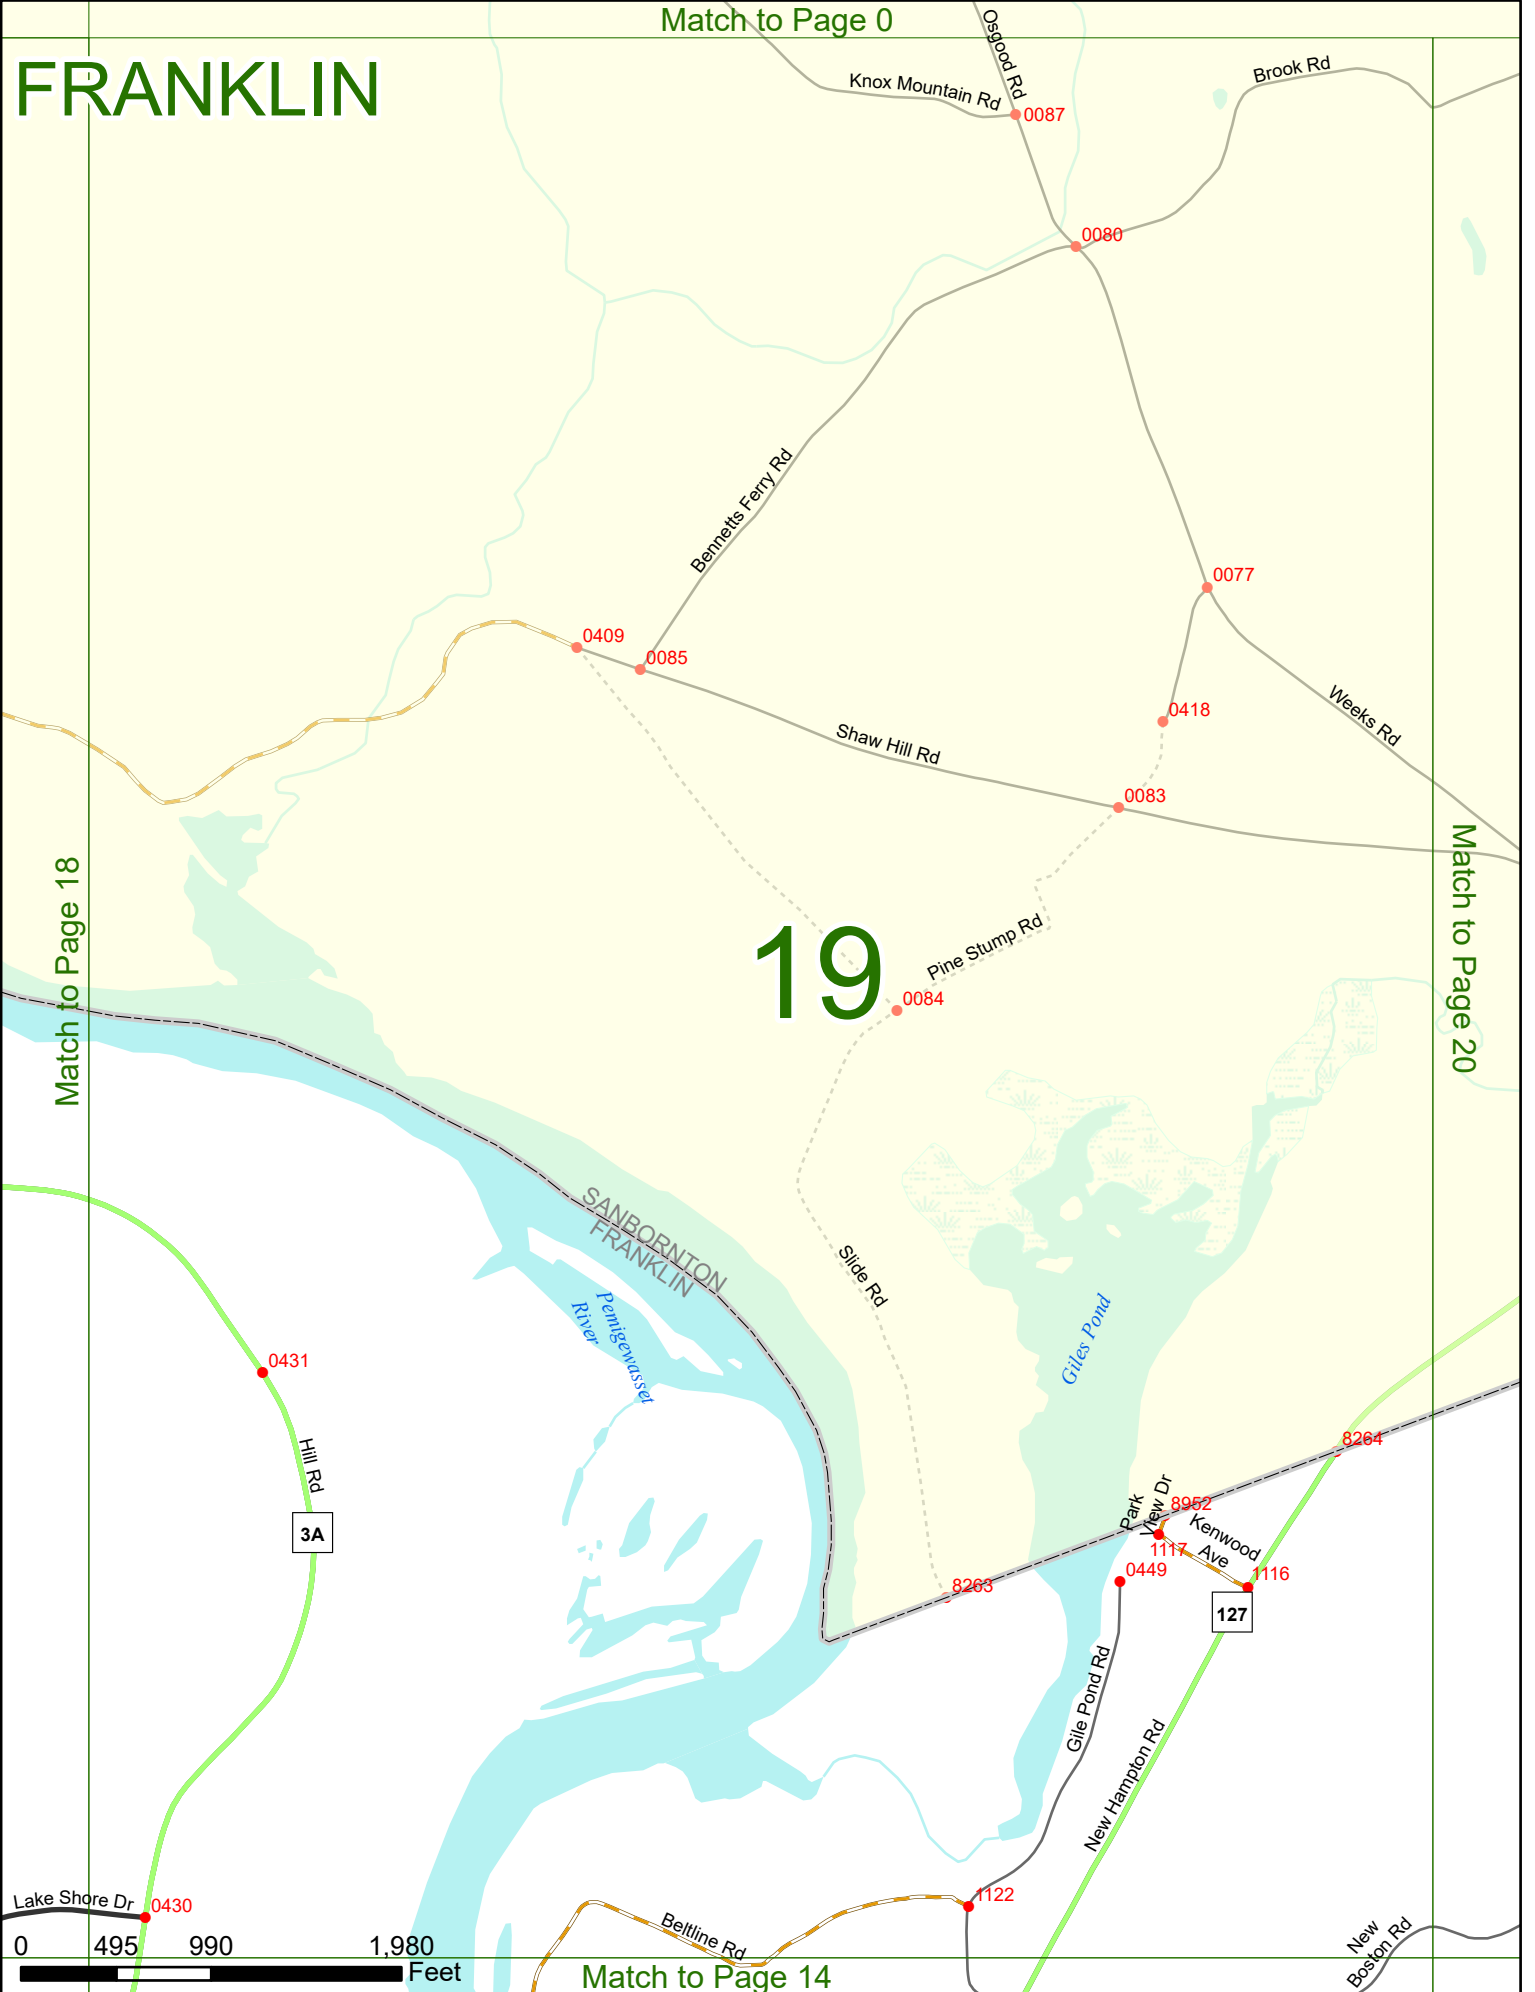 Match to Page 0
FRANKLIN
Osgood Rd
Knox Mountain Rd
Brook Rd
0087
0080
Bennetts Ferry Rd
0077
0409
0085
0418
Weeks Rd
Shaw Hill Rd
0083
Match to Page 18
Match to Page 20
19
Pine Stump Rd
0084
SANBORNTON
FRANKLIN
Slide Rd
Pemigewasset
River
Giles Pond
0431
Hill Rd
3A
8264
Park
View Dr
8952
Kenwood
Ave
1117
0449
1116
8263
127
Gile Pond Rd
New Hampton Rd
Lake Shore Dr
0430
1122
Beltline Rd
New
Boston Rd
0 495 990 1,980
Feet
Match to Page 14